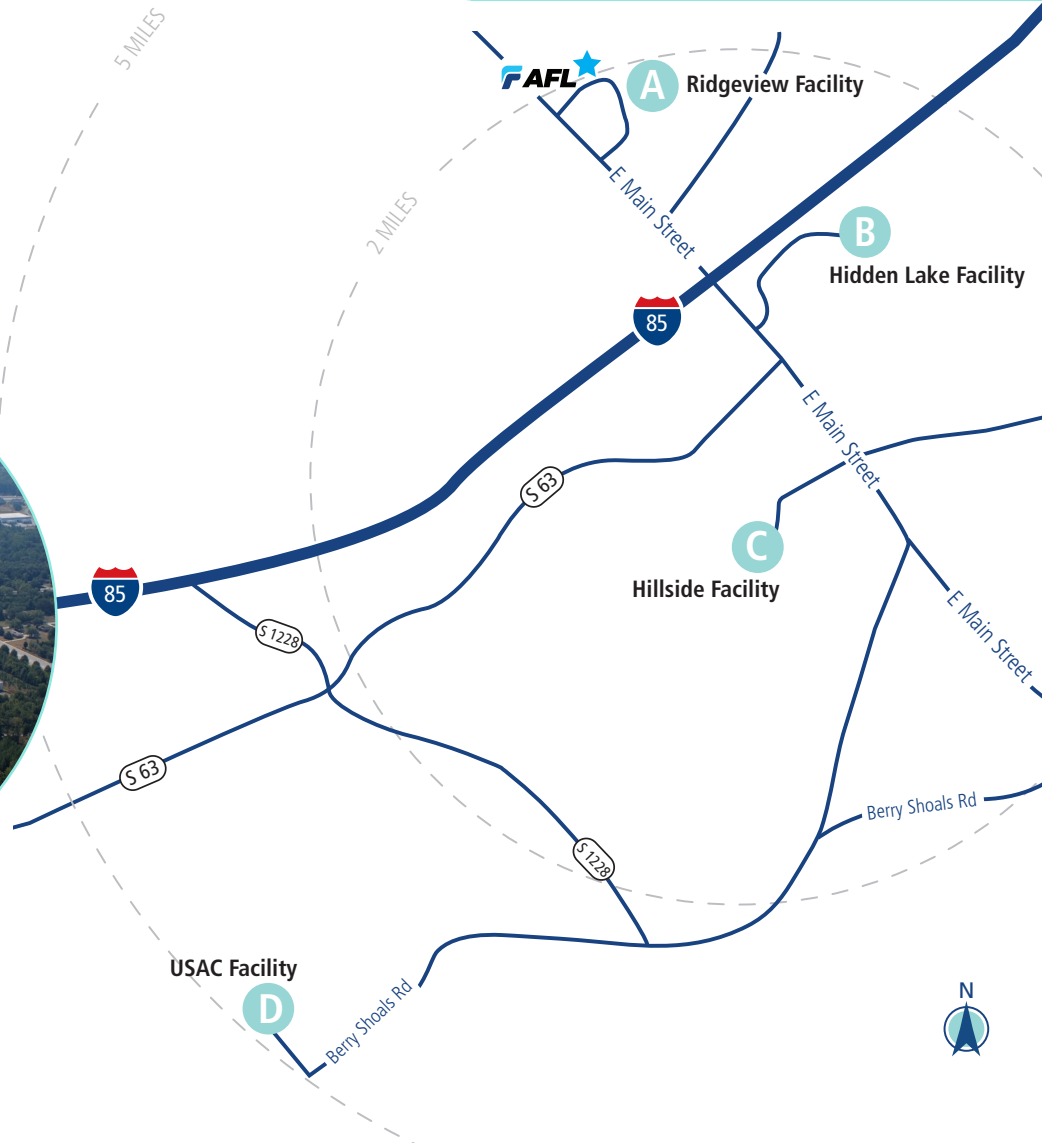 5 MILES
AFL
A
Ridgeview Facility
2 MILES
E Main Street
B
Hidden Lake Facility
85
E Main Street
S 63
C
Hillside Facility
85
S 1228
E Main Street
S 63
Berry Shoals Rd
S 1228
USAC Facility
D
Berry Shoals Rd
N